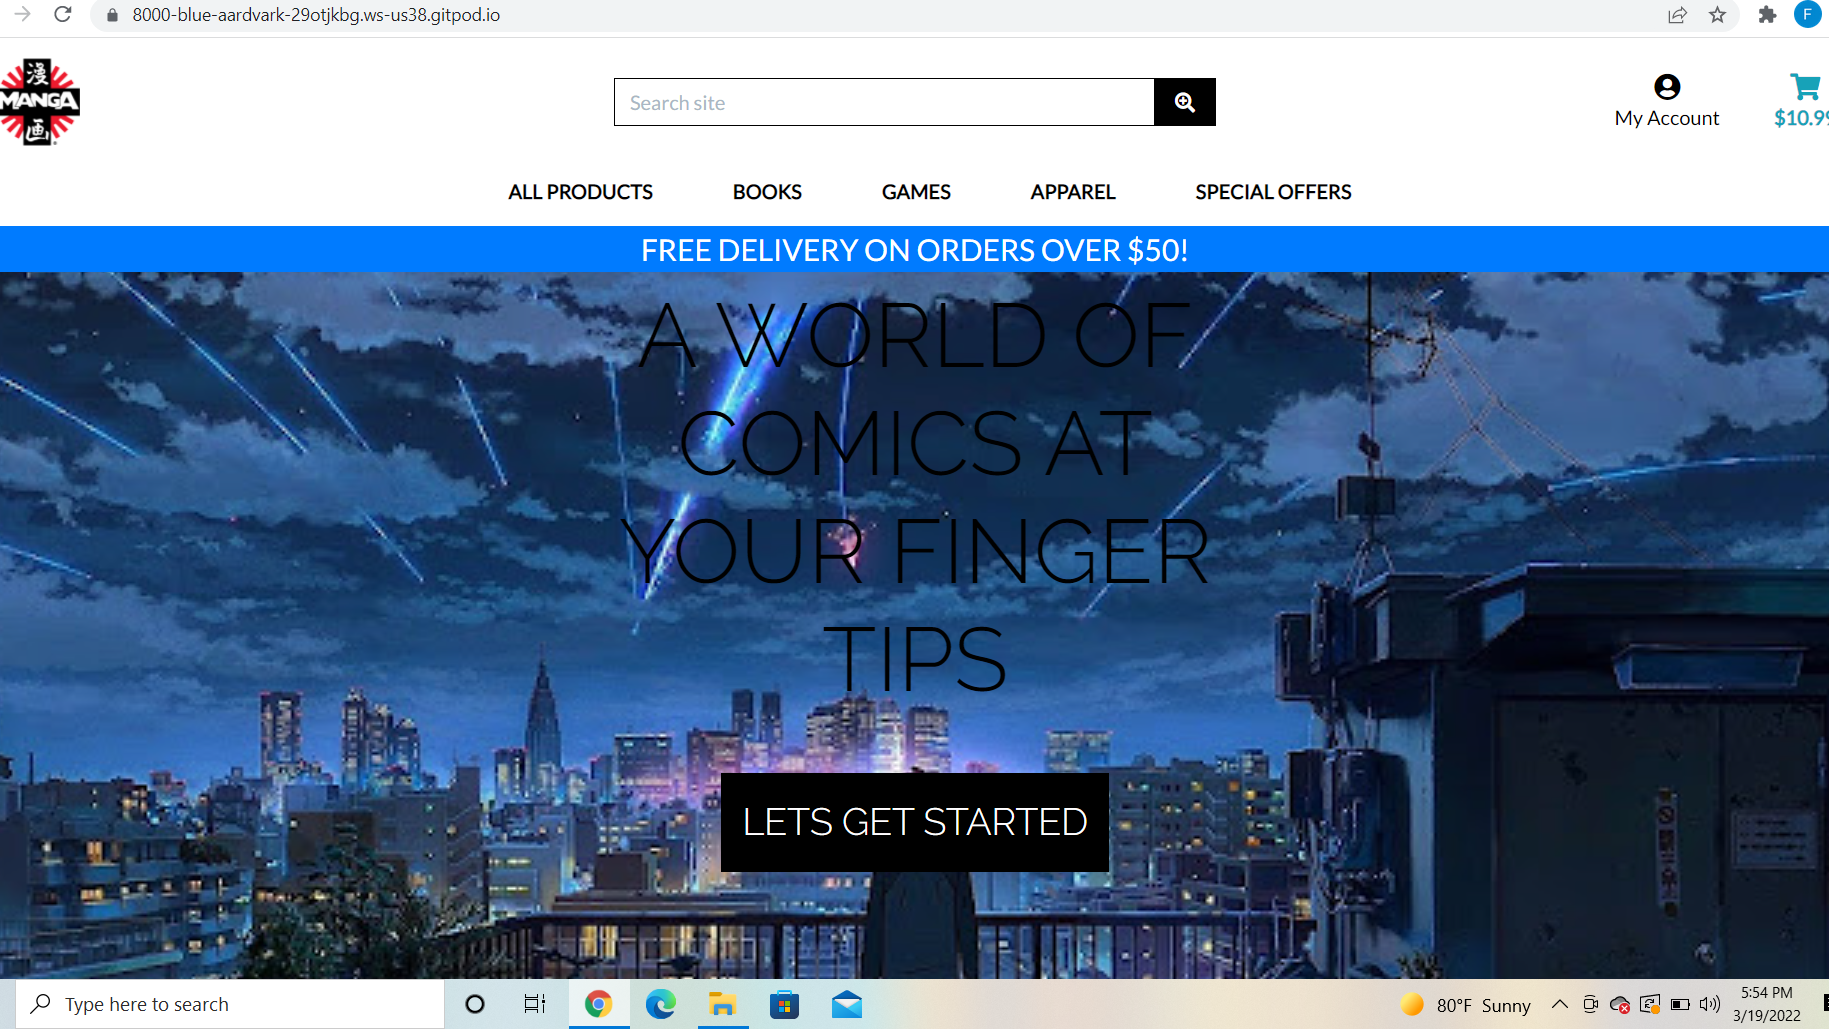 8000-blue-aardvark-29otjkbg.ws-us38.gitpod.io
F
漫
MANGA
画
Search site
My Account
$10.99
ALL PRODUCTS BOOKS GAMES APPAREL SPECIAL OFFERS
FREE DELIVERY ON ORDERS OVER $50!
A WORLD OF
COMICS AT
YOUR FINGER
TIPS
LETS GET STARTED
Type here to search
80°F Sunny
5:54 PM
3/19/2022